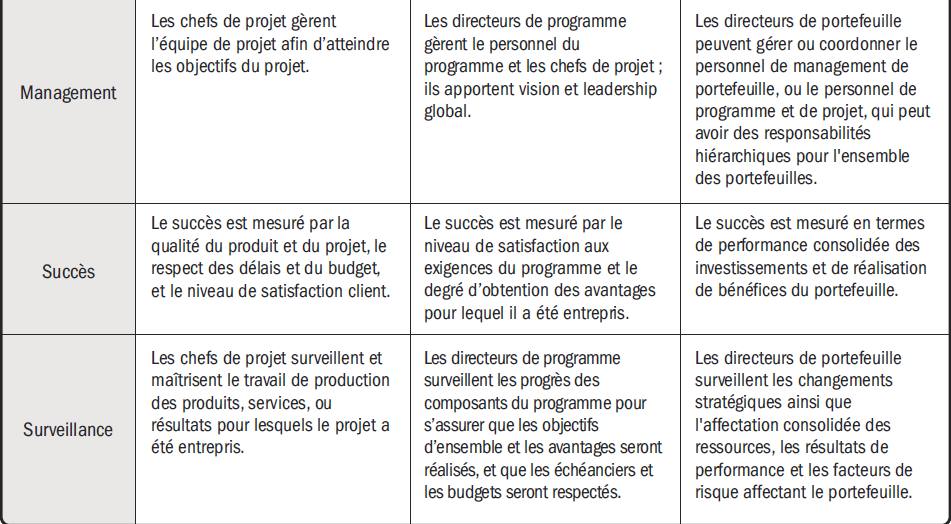 Management
Les chefs de projet gèrent
l’équipe de projet afin d’atteindre
les objectifs du projet.
Les directeurs de programme
gèrent le personnel du
programme et les chefs de projet ;
ils apportent vision et leadership
global.
Les directeurs de portefeuille
peuvent gérer ou coordonner le
personnel de management de
portefeuille, ou le personnel de
programme et de projet, qui peut
avoir des responsabilités
hiérarchiques pour l'ensemble
des portefeuilles.
Succès
Le succès est mesuré par la
qualité du produit et du projet, le
respect des délais et du budget,
et le niveau de satisfaction client.
Le succès est mesuré par le
niveau de satisfaction aux
exigences du programme et le
degré d’obtention des avantages
pour lequel il a été entrepris.
Le succès est mesuré en termes
de performance consolidée des
investissements et de réalisation
de bénéfices du portefeuille.
Surveillance
Les chefs de projet surveillent et
maîtrisent le travail de production
des produits, services, ou
résultats pour lesquels le projet a
été entrepris.
Les directeurs de programme
surveillent les progrès des
composants du programme pour
s’assurer que les objectifs
d’ensemble et les avantages seront
réalisés, et que les échéanciers et
les budgets seront respectés.
Les directeurs de portefeuille
surveillent les changements
stratégiques ainsi que
l'affectation consolidée des
ressources, les résultats de
performance et les facteurs de
risque affectant le portefeuille.